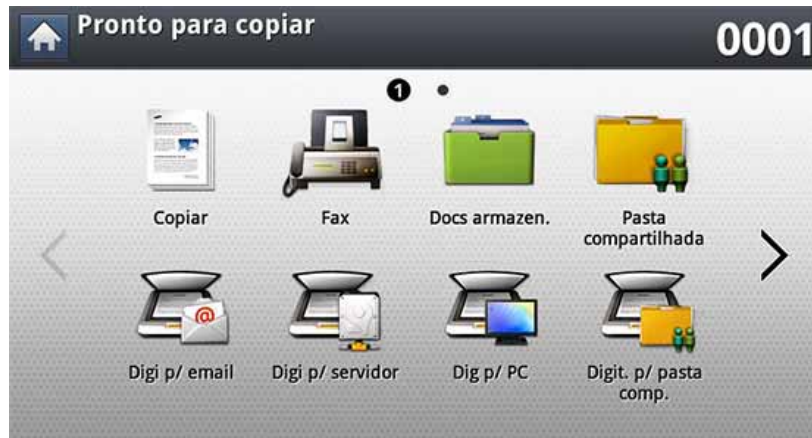 Pronto para copiar
0001
1
Copiar
Fax
Docs armazen.
Pasta
compartilhada
Digi p/ email
Digi p/ servidor
Dig p/ PC
Digit. p/ pasta
comp.